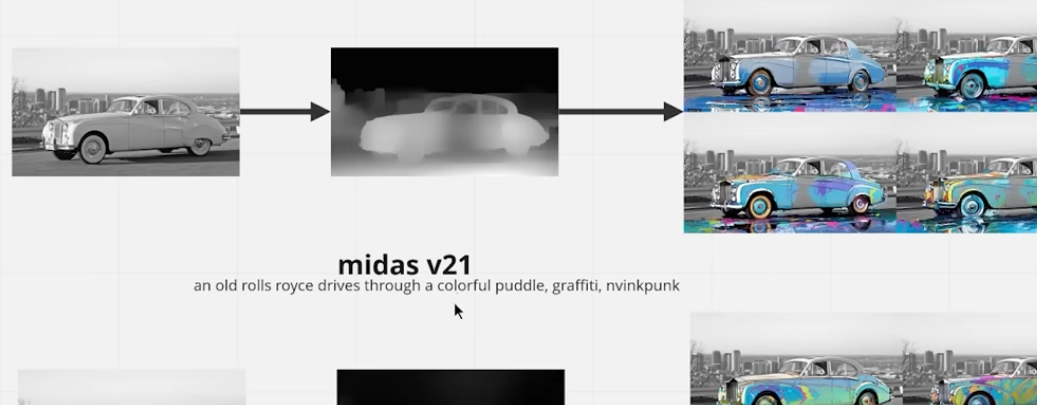 midas v21
an old rolls royce drives through a colorful puddle, graffiti, nvinkpunk